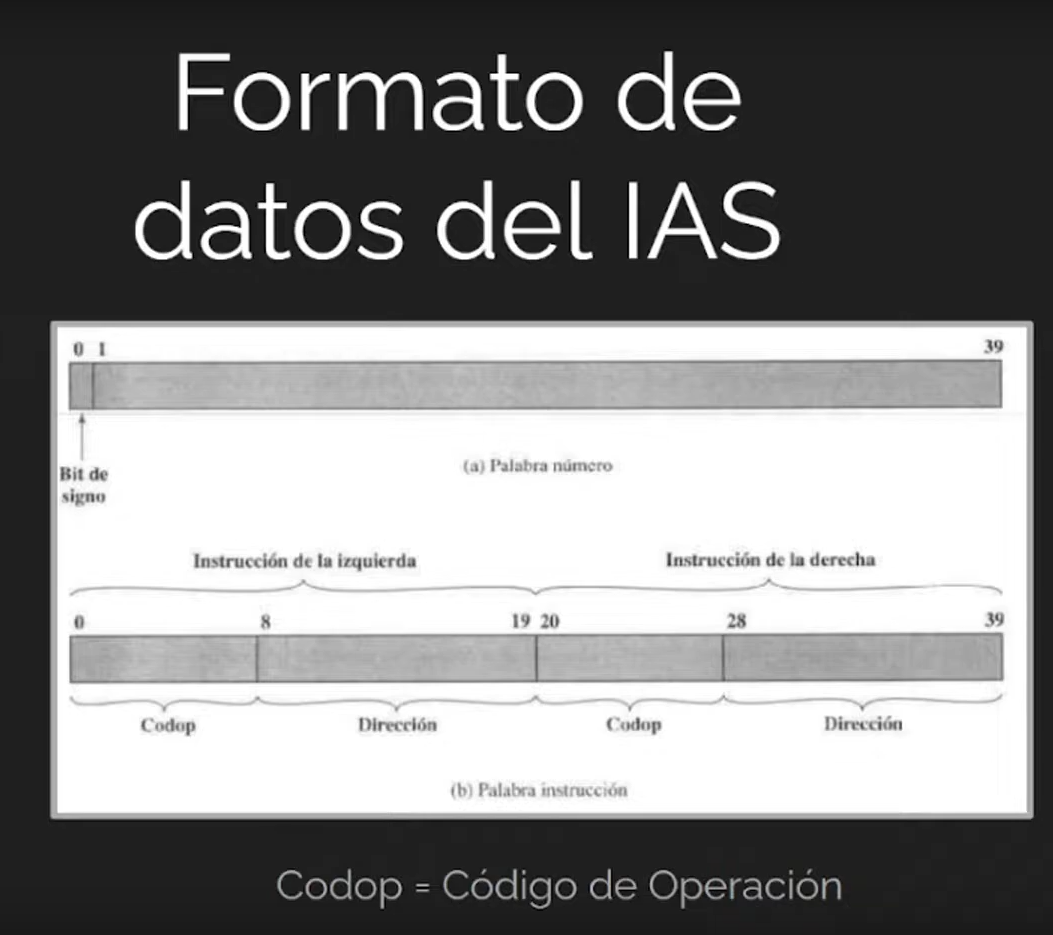 Formato de
datos del IAS
0 1 39
Bit de
signo
(a) Palabra número
Instrucción de la izquierda Instrucción de la derecha
0 8 19 20 28 39
Codop Dirección Codop Dirección
(b) Palabra instrucción
Codop = Código de Operación